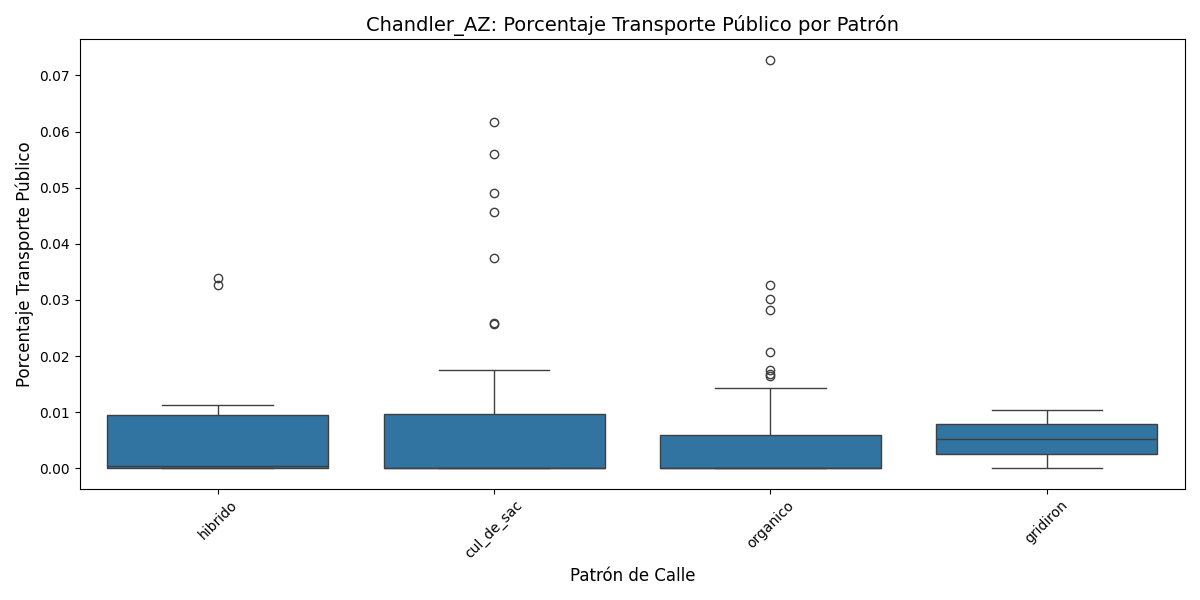 Chandler_AZ: Porcentaje Transporte Público por Patrón
Porcentaje Transporte Público
0.07
0.06
0.05
0.04
0.03
0.02
0.01
0.00
hibrido
cul_de_sac
organico
gridiron
Patrón de Calle